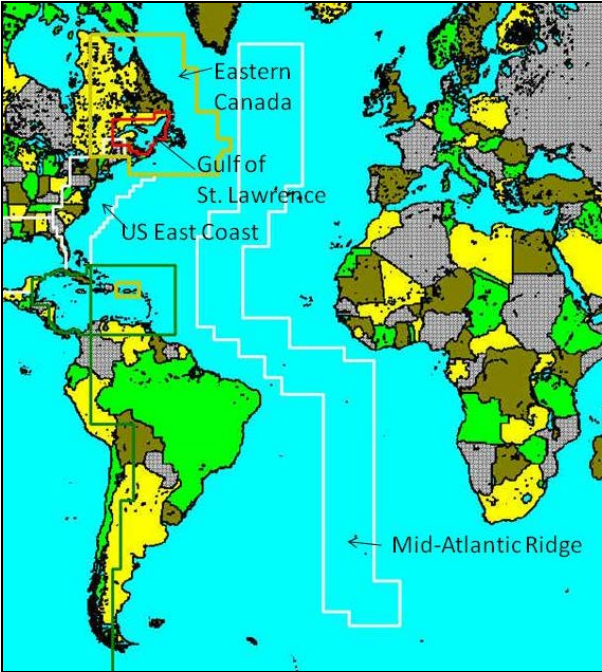 Eastern
Canada
Gulf of
St. Lawrence
US East Coast
Mid-Atlantic Ridge